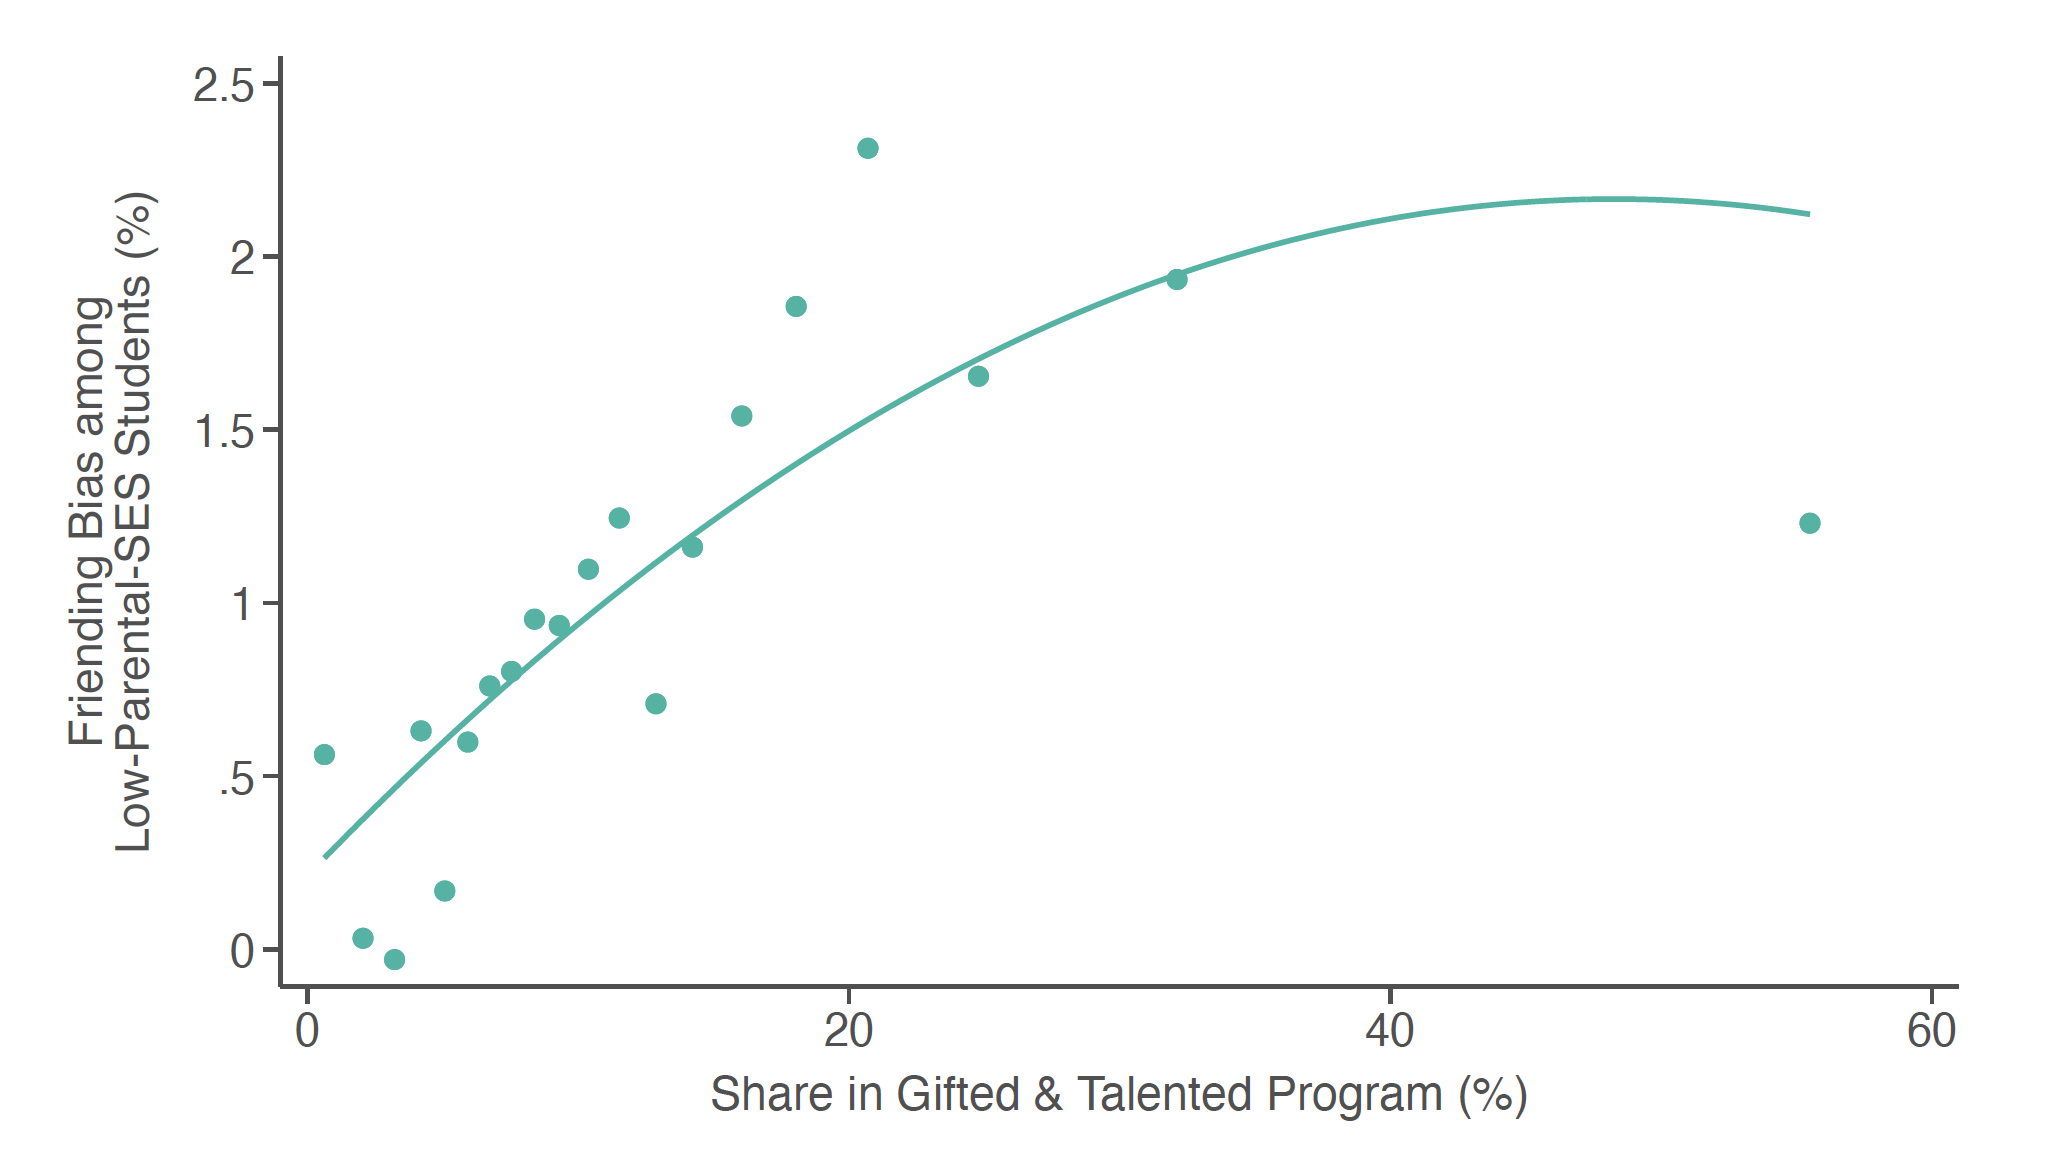 Friending Bias among
Low-Parental-SES Students (%)
2.5
2
1.5
1
.5
0
0 20 40 60
Share in Gifted & Talented Program (%)